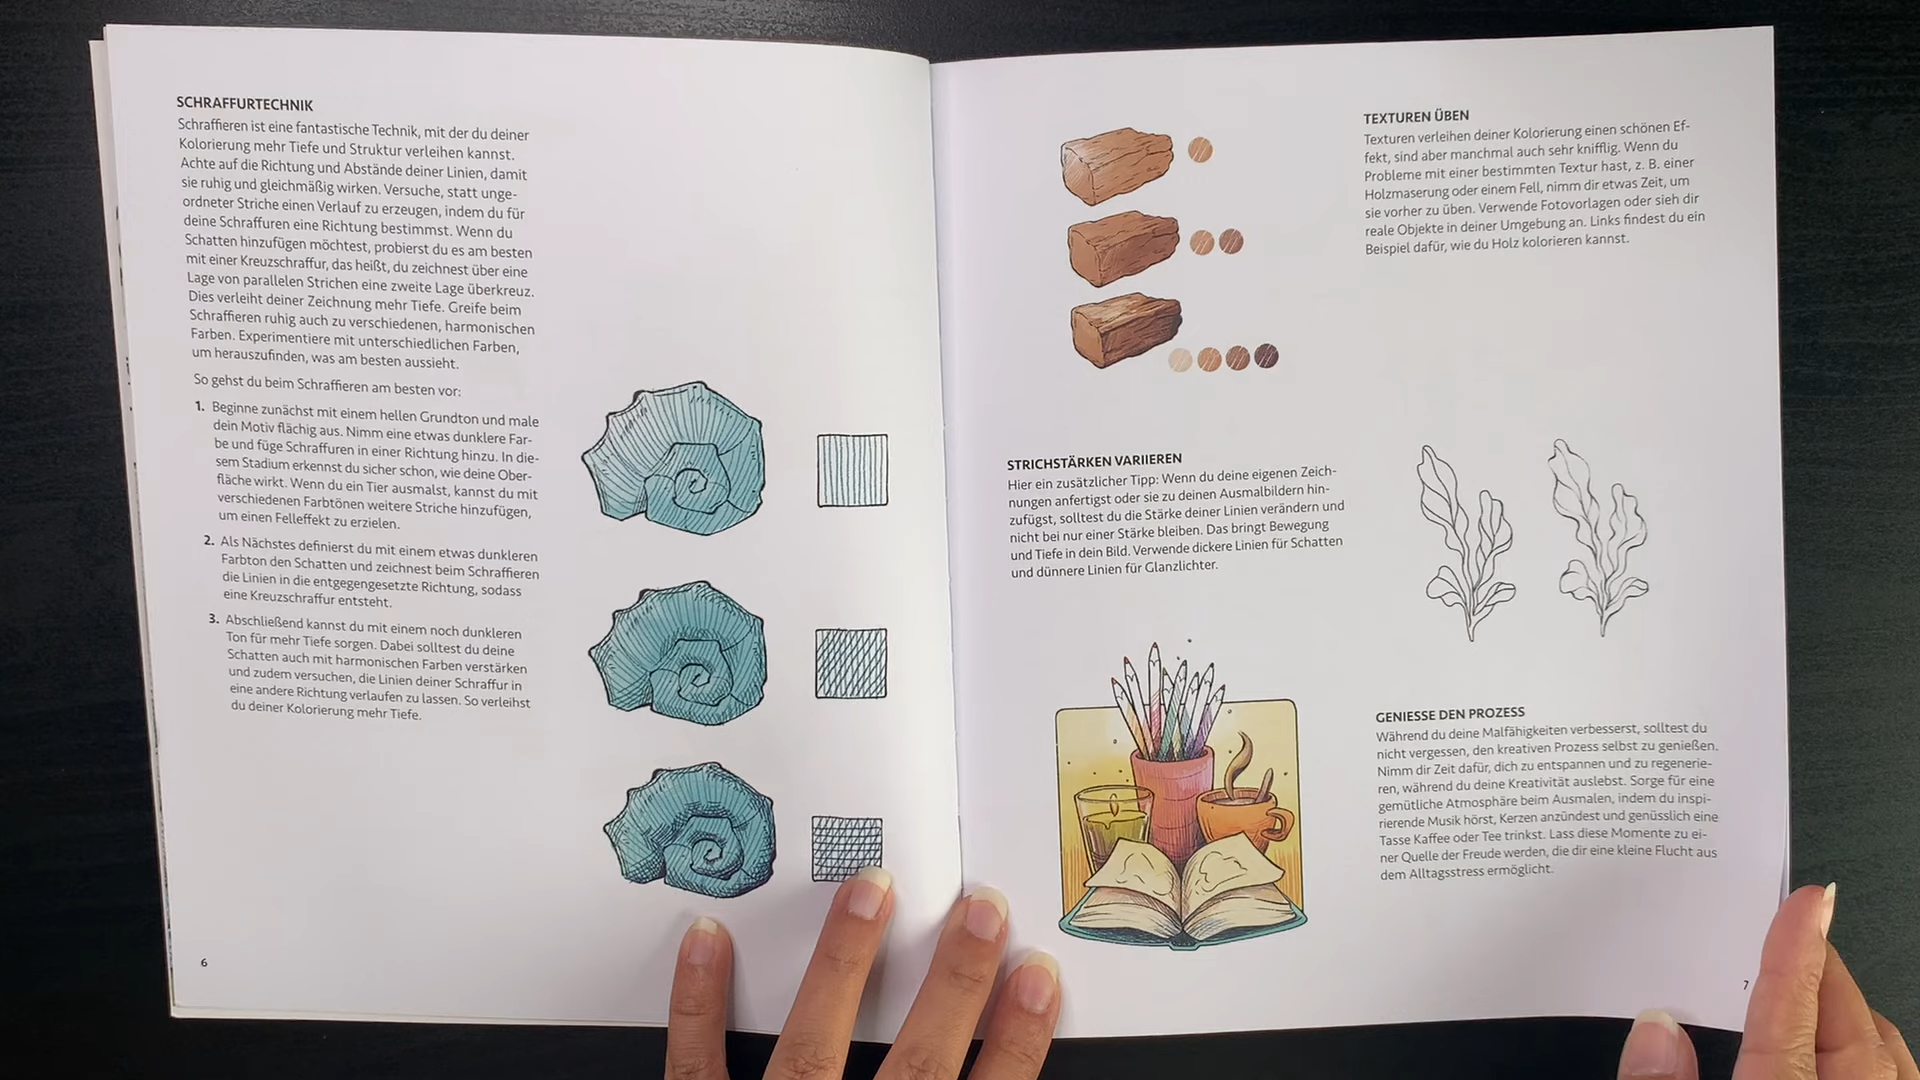 SCHRAFFURTECHNIK
Schraffieren ist eine fantastische Technik, mit der du deiner
Kolorierung mehr Tiefe und Struktur verleihen kannst.
Achte auf die Richtung und Abstände deiner Linien, damit
sie ruhig und gleichmäßig wirken. Versuche, statt unge-
ordneter Striche einen Verlauf zu erzeugen, indem du für
deine Schraffuren eine Richtung bestimmst. Wenn du
Schatten hinzufügen möchtest, probierst du es am besten
mit einer Kreuzschraffur, das heißt, du zeichnest über eine
Lage von parallelen Strichen eine zweite Lage überkreuz.
Dies verleiht deiner Zeichnung mehr Tiefe. Greife beim
Schraffieren ruhig auch zu verschiedenen, harmonischen
Farben. Experimentiere mit unterschiedlichen Farben,
um herauszufinden, was am besten aussieht.
So gehst du beim Schraffieren am besten vor:
1. Beginne zunächst mit einem hellen Grundton und male
dein Motiv flächig aus. Nimm eine etwas dunklere Far-
be und füge Schraffuren in einer Richtung hinzu. In die-
sem Stadium erkennst du sicher schon, wie deine Ober-
fläche wirkt. Wenn du ein Tier ausmalst, kannst du mit
verschiedenen Farbtönen weitere Striche hinzufügen,
um einen Felleffekt zu erzielen.
2. Als Nächstes definierst du mit einem etwas dunkleren
Farbton den Schatten und zeichnest beim Schraffieren
die Linien in die entgegengesetzte Richtung, sodass
eine Kreuzschraffur entsteht.
3. Abschließend kannst du mit einem noch dunkleren
Ton für mehr Tiefe sorgen. Dabei solltest du deine
Schatten auch mit harmonischen Farben verstärken
und zudem versuchen, die Linien deiner Schraffur in
eine andere Richtung verlaufen zu lassen. So verleihst
du deiner Kolorierung mehr Tiefe.
6
TEXTUREN ÜBEN
Texturen verleihen deiner Kolorierung einen schönen Ef-
fekt, sind aber manchmal auch sehr knifflig. Wenn du
Probleme mit einer bestimmten Textur hast, z. B. einer
Holzmaserung oder einem Fell, nimm dir etwas Zeit, um
sie vorher zu üben. Verwende Fotovorlagen oder sieh dir
reale Objekte in deiner Umgebung an. Links findest du ein
Beispiel dafür, wie du Holz kolorieren kannst.
STRICHSTÄRKEN VARIIEREN
Hier ein zusätzlicher Tipp: Wenn du deine eigenen Zeich-
nungen anfertigst oder sie zu deinen Ausmalbildern hin-
zufügst, solltest du die Stärke deiner Linien verändern und
nicht bei nur einer Stärke bleiben. Das bringt Bewegung
und Tiefe in dein Bild. Verwende dickere Linien für Schatten
und dünnere Linien für Glanzlichter.
GENIESSE DEN PROZESS
Während du deine Malfähigkeiten verbesserst, solltest du
nicht vergessen, den kreativen Prozess selbst zu genießen.
Nimm dir Zeit dafür, dich zu entspannen und zu regenerie-
ren, während du deine Kreativität auslebst. Sorge für eine
gemütliche Atmosphäre beim Ausmalen, indem du inspi-
rierende Musik hörst, Kerzen anzündest und genüsslich eine
Tasse Kaffee oder Tee trinkst. Lass diese Momente zu ei-
ner Quelle der Freude werden, die dir eine kleine Flucht aus
dem Alltagsstress ermöglicht.
7